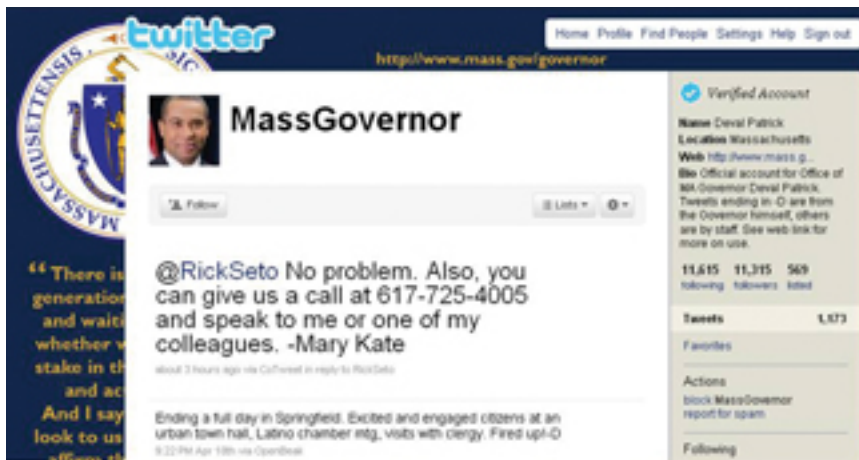 twitter
Home Profile Find People Settings Help Sign out
http://www.mass.gov/governor
MASSACHUSETTENSIS
MassGovernor
Follow
Lists
@RickSeto No problem. Also, you
can give us a call at 617-725-4005
and speak to me or one of my
colleagues. -Mary Kate
about 3 hours ago via CoTweet in reply to RickSeto
Ending a full day in Springfield. Excited and engaged citizens at an
urban town hall, Latino chamber mtg, visits with clergy. Fired up!-D
9:22 PM Apr 18th via OpenBeak
“ There is
generation
and waiti
whether w
stake in th
and ac
And I say
look to us
Verified Account
Name Deval Patrick
Location Massachusetts
Web http://www.mass.g...
Bio Official account for Office of
MA Governor Deval Patrick.
Tweets ending in -D are from
the Governor himself, others
are by staff. See web link for
more on use.
11,615 11,315 569
following followers listed
Tweets 1,173
Favorites
Actions
block MassGovernor
report for spam
Following